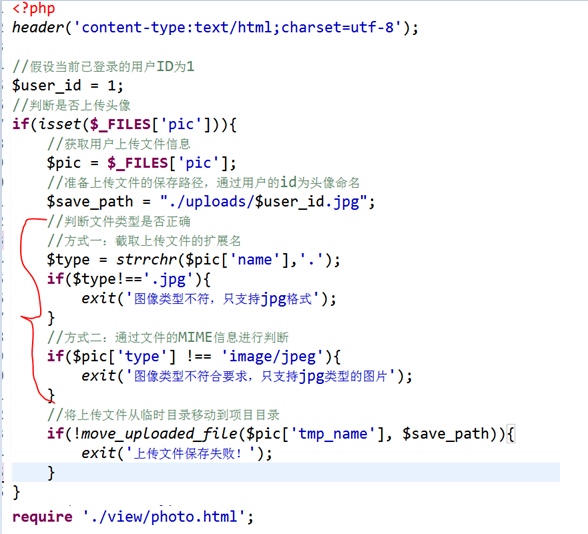 <?php
header('content-type:text/html;charset=utf-8');
//假设当前已登录的用户ID为1
$user_id = 1;
//判断是否上传头像
if(isset($_FILES['pic'])){
//获取用户上传文件信息
$pic = $_FILES['pic'];
//准备上传文件的保存路径，通过用户的id为头像命名
$save_path = "./uploads/$user_id.jpg";
//判断文件类型是否正确
//方式一：截取上传文件的扩展名
$type = strrchr($pic['name'],'.');
if($type!=='.jpg'){
exit('图像类型不符，只支持jpg格式');
}
//方式二：通过文件的MIME信息进行判断
if($pic['type'] !== 'image/jpeg'){
exit('图像类型不符合要求，只支持jpg类型的图片');
}
//将上传文件从临时目录移动到项目目录
if(!move_uploaded_file($pic['tmp_name'], $save_path)){
exit('上传文件保存失败！');
}
}
require './view/photo.html';